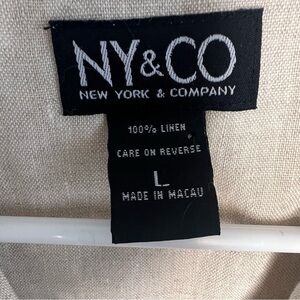 NY&CO
NEW YORK & COMPANY
100% LINEN
CARE ON REVERSE
L
MADE IN MACAU